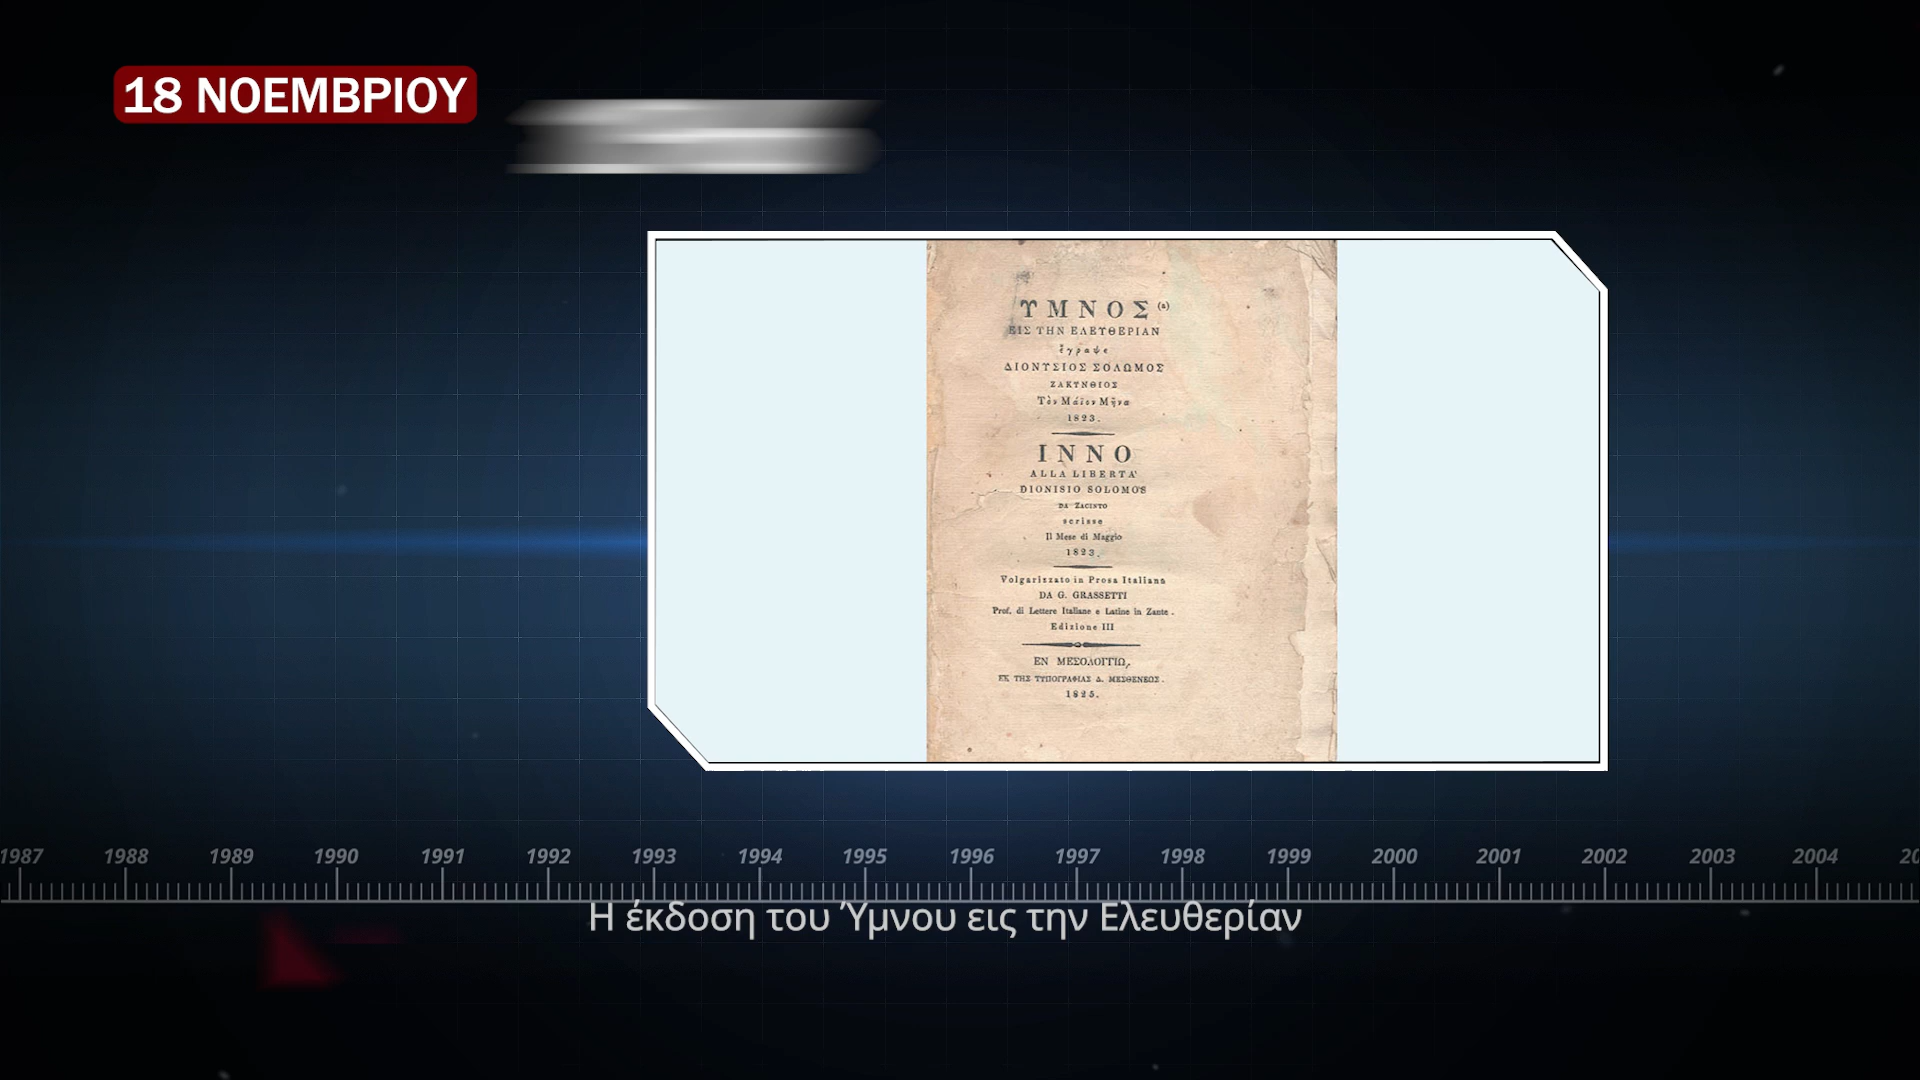 18 ΝΟΕΜΒΡΙΟΥ
ΥΜΝΟΣ (a)
ΕΙΣ ΤΗΝ ΕΛΕΥΘΕΡΙΑΝ
ἔγραψε
ΔΙΟΝΥΣΙΟΣ ΣΟΛΩΜΟΣ
ΖΑΚΥΝΘΙΟΣ
Τὸν Μάϊον Μῆνα
1823.
INNO
ALLA LIBERTA'
DIONISIO SOLOMOS
DA ZACINTO
scrisse
Il Mese di Maggio
1823.
Volgarizzato in Prosa Italiana
DA G. GRASSETTI
Prof. di Lettere Italiane e Latine in Zante.
Edizione III
ΕΝ ΜΕΣΟΛΟΓΓΙΩ,
ΕΚ ΤΗΣ ΤΥΠΟΓΡΑΦΙΑΣ Δ. ΜΕΣΘΕΝΕΩΣ.
1825.
1987 1988 1989 1990 1991 1992 1993 1994 1995 1996 1997 1998 1999 2000 2001 2002 2003 2004
Η έκδοση του Ύμνου εις την Ελευθερίαν